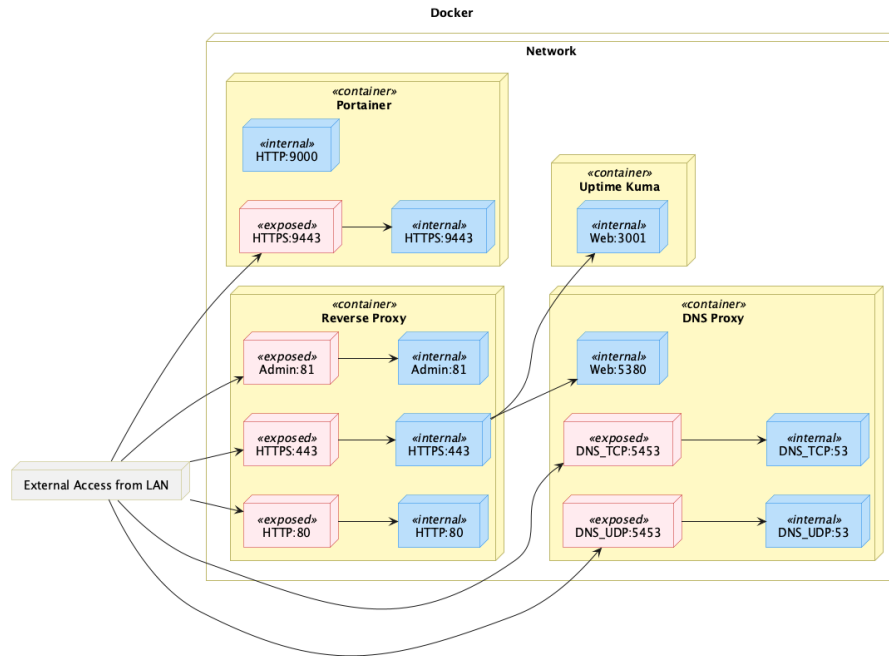 Docker
Network
«container»
Portainer
«internal»
HTTP:9000
«exposed»
HTTPS:9443
«internal»
HTTPS:9443
«container»
Uptime Kuma
«internal»
Web:3001
«container»
Reverse Proxy
«exposed»
Admin:81
«internal»
Admin:81
«exposed»
HTTPS:443
«internal»
HTTPS:443
«exposed»
HTTP:80
«internal»
HTTP:80
«container»
DNS Proxy
«internal»
Web:5380
«exposed»
DNS_TCP:5453
«internal»
DNS_TCP:53
«exposed»
DNS_UDP:5453
«internal»
DNS_UDP:53
External Access from LAN